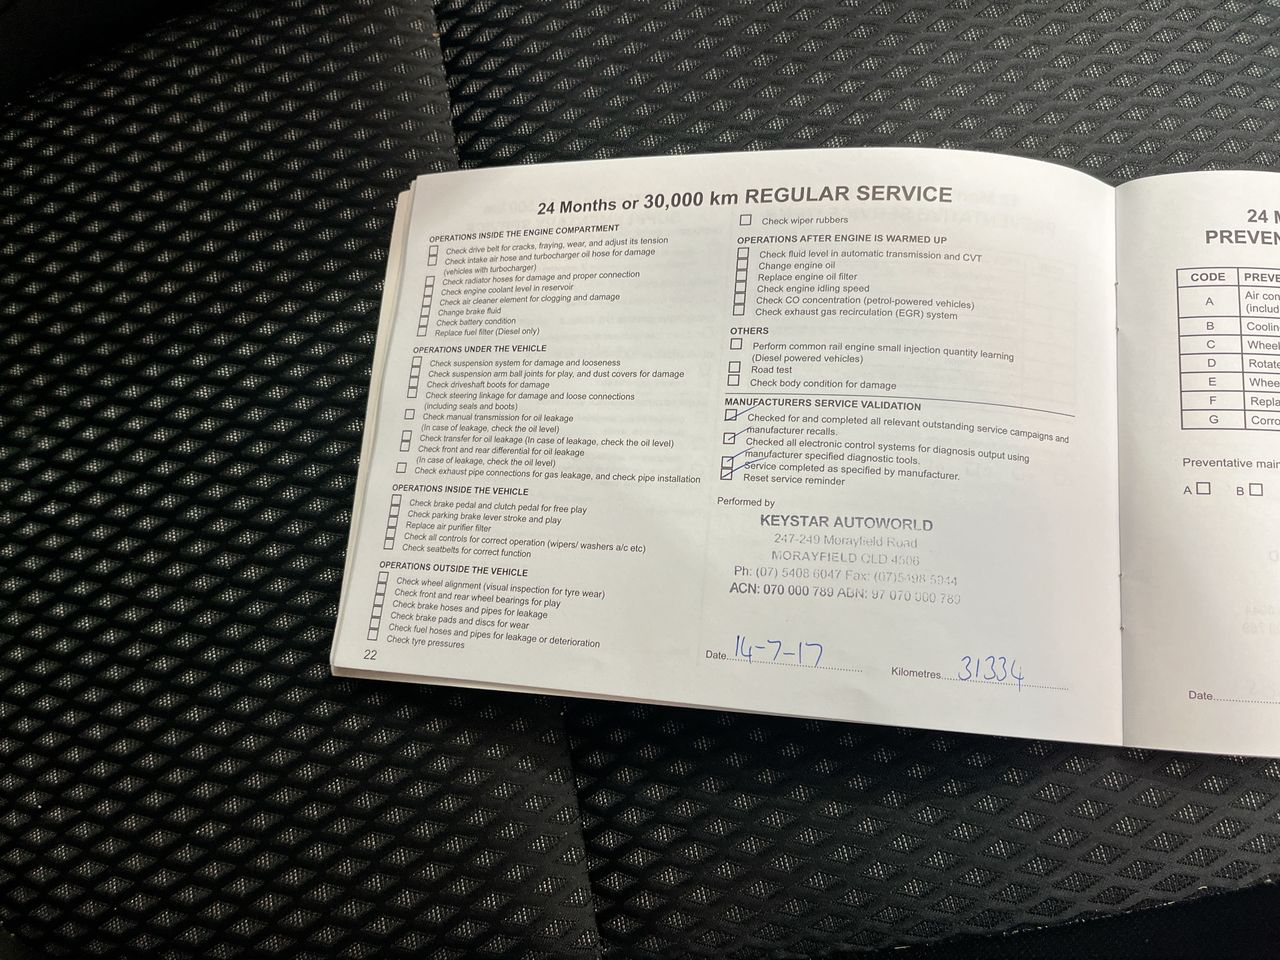 24 Months or 30,000 km REGULAR SERVICE
OPERATIONS INSIDE THE ENGINE COMPARTMENT
Check drive belt for cracks, fraying, wear, and adjust its tension
Check intake air hose and turbocharger oil hose for damage
(vehicles with turbocharger)
Check radiator hoses for damage and proper connection
Check engine coolant level in reservoir
Check air cleaner element for clogging and damage
Change brake fluid
Check battery condition
Replace fuel filter (Diesel only)
OPERATIONS UNDER THE VEHICLE
Check suspension system for damage and looseness
Check suspension arm ball joints for play, and dust covers for damage
Check driveshaft boots for damage
Check steering linkage for damage and loose connections
(including seals and boots)
Check manual transmission for oil leakage
(In case of leakage, check the oil level)
Check transfer for oil leakage (In case of leakage, check the oil level)
Check front and rear differential for oil leakage
(In case of leakage, check the oil level)
Check exhaust pipe connections for gas leakage, and check pipe installation
OPERATIONS INSIDE THE VEHICLE
Check brake pedal and clutch pedal for free play
Check parking brake lever stroke and play
Replace air purifier filter
Check all controls for correct operation (wipers/ washers a/c etc)
Check seatbelts for correct function
OPERATIONS OUTSIDE THE VEHICLE
Check wheel alignment (visual inspection for tyre wear)
Check front and rear wheel bearings for play
Check brake hoses and pipes for leakage
Check brake pads and discs for wear
Check fuel hoses and pipes for leakage or deterioration
Check tyre pressures
22
Check wiper rubbers
OPERATIONS AFTER ENGINE IS WARMED UP
Check fluid level in automatic transmission and CVT
Change engine oil
Replace engine oil filter
Check engine idling speed
Check CO concentration (petrol-powered vehicles)
Check exhaust gas recirculation (EGR) system
OTHERS
Perform common rail engine small injection quantity learning
(Diesel powered vehicles)
Road test
Check body condition for damage
MANUFACTURERS SERVICE VALIDATION
Checked for and completed all relevant outstanding service campaigns and
manufacturer recalls.
Checked all electronic control systems for diagnosis output using
manufacturer specified diagnostic tools.
Service completed as specified by manufacturer.
Reset service reminder
Performed by
KEYSTAR AUTOWORLD
247-249 Morayfield Road
MORAYFIELD QLD 4506
Ph: (07) 5408 6047 Fax: (07)5498 5944
ACN: 070 000 789 ABN: 97 070 000 789
Date 14-7-17
Kilometres 31334
24
PREVEN
CODE PREVE
A Air con
(includ
B Coolin
C Wheel
D Rotate
E Whee
F Repla
G Corro
Preventative main
A B
Date